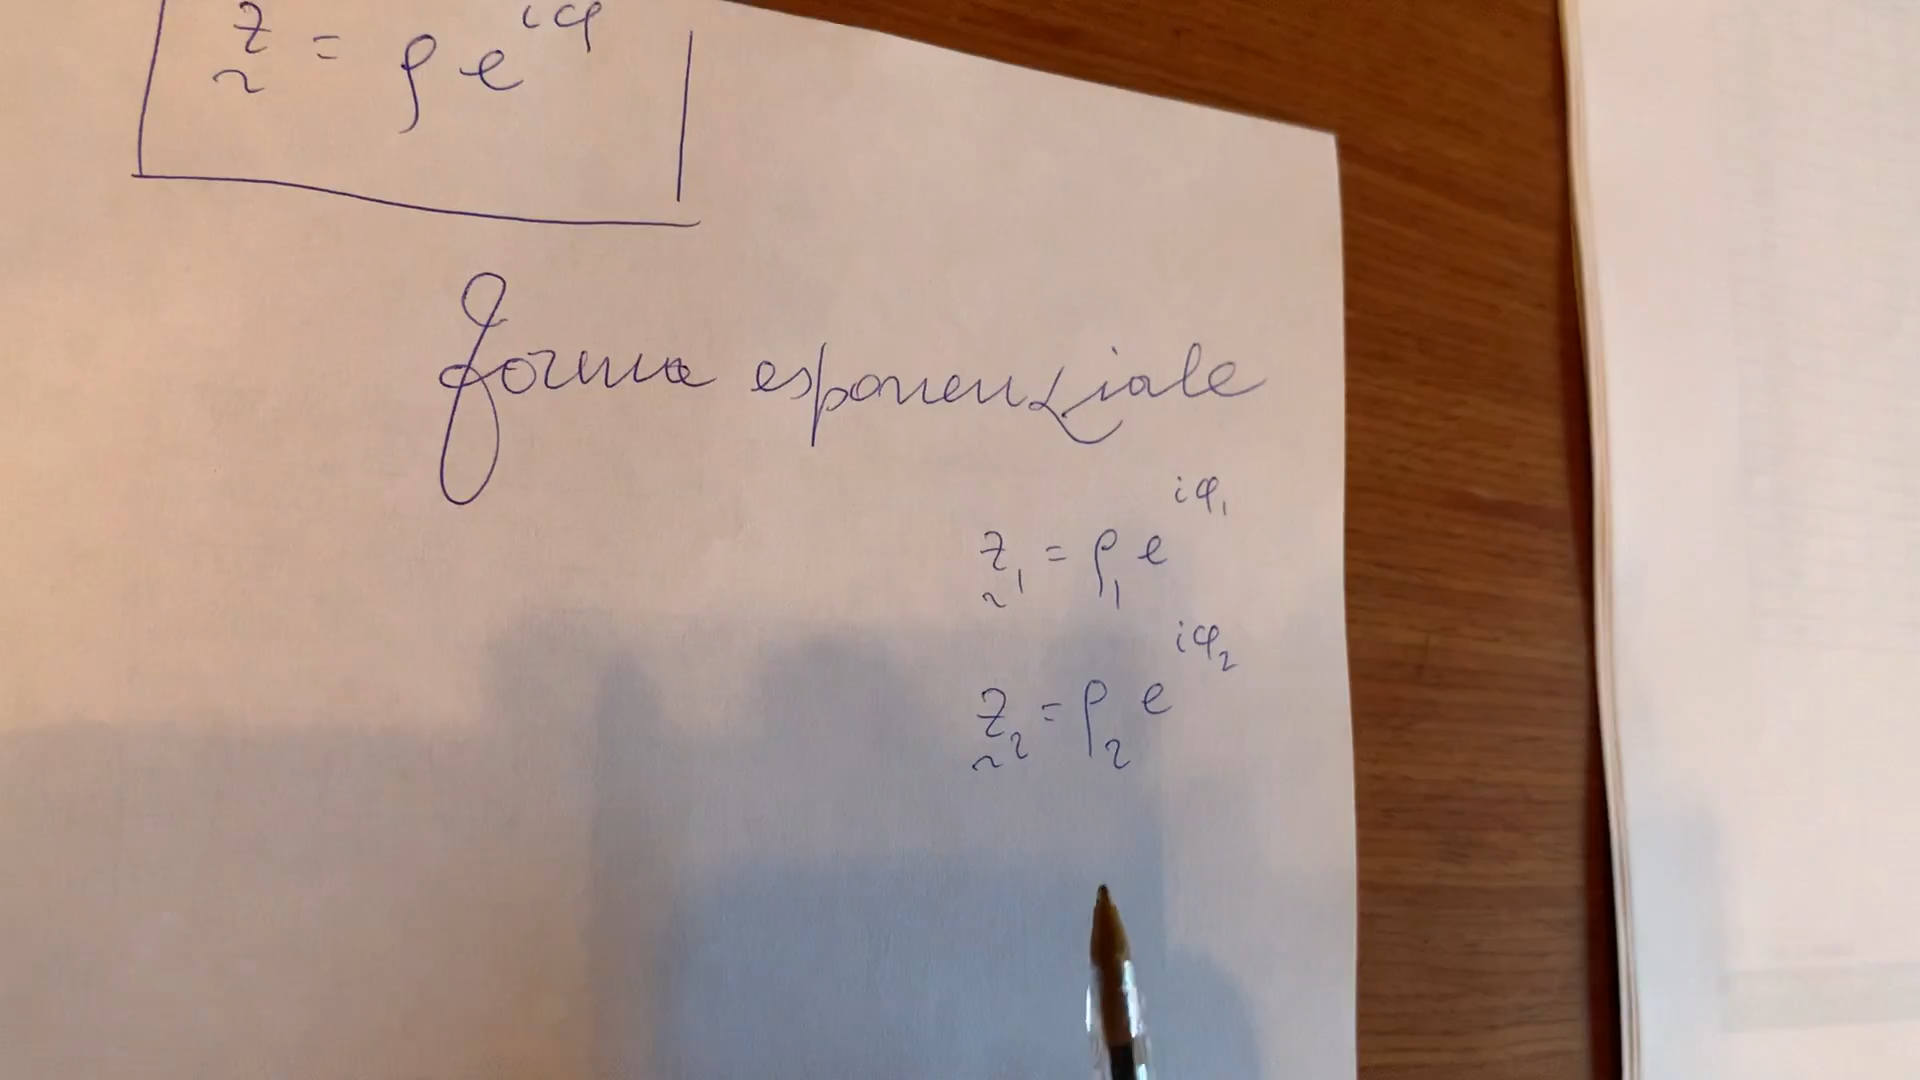 z = ρ e^{iφ}
forma esponenziale
z₁ = ρ₁ e^{iφ₁}
z₂ = ρ₂ e^{iφ₂}